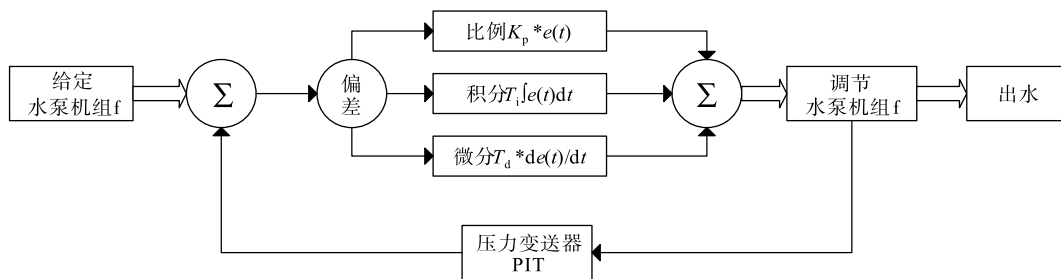 比例Kp*e(t)
给定
水泵机组f
Σ
偏
差
积分Ti∫e(t)dt
Σ
调节
水泵机组f
出水
微分Td*de(t)/dt
压力变送器
PIT